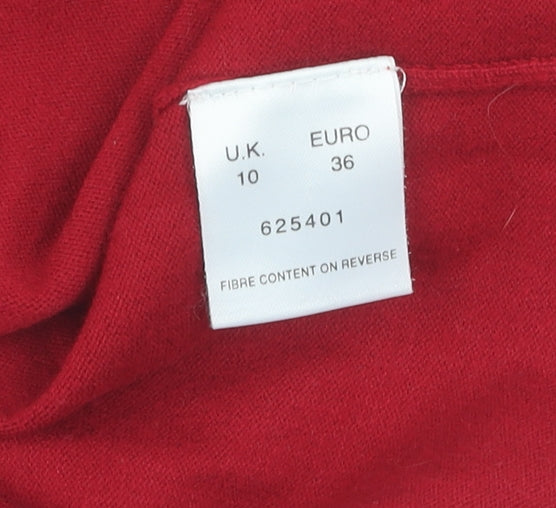 U.K. EURO
10 36
625401
FIBRE CONTENT ON REVERSE